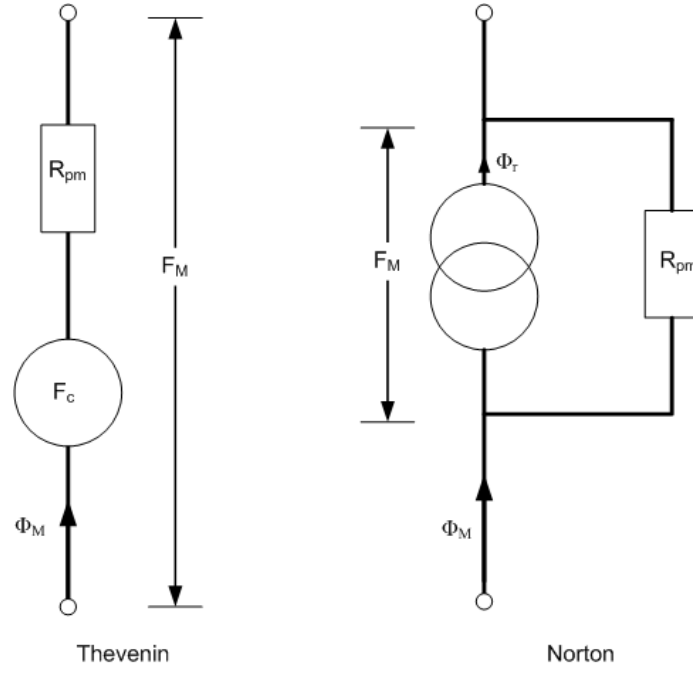 R_pm
F_M
F_c
Φ_M
Thevenin
Φ_r
F_M
R_pm
Φ_M
Norton